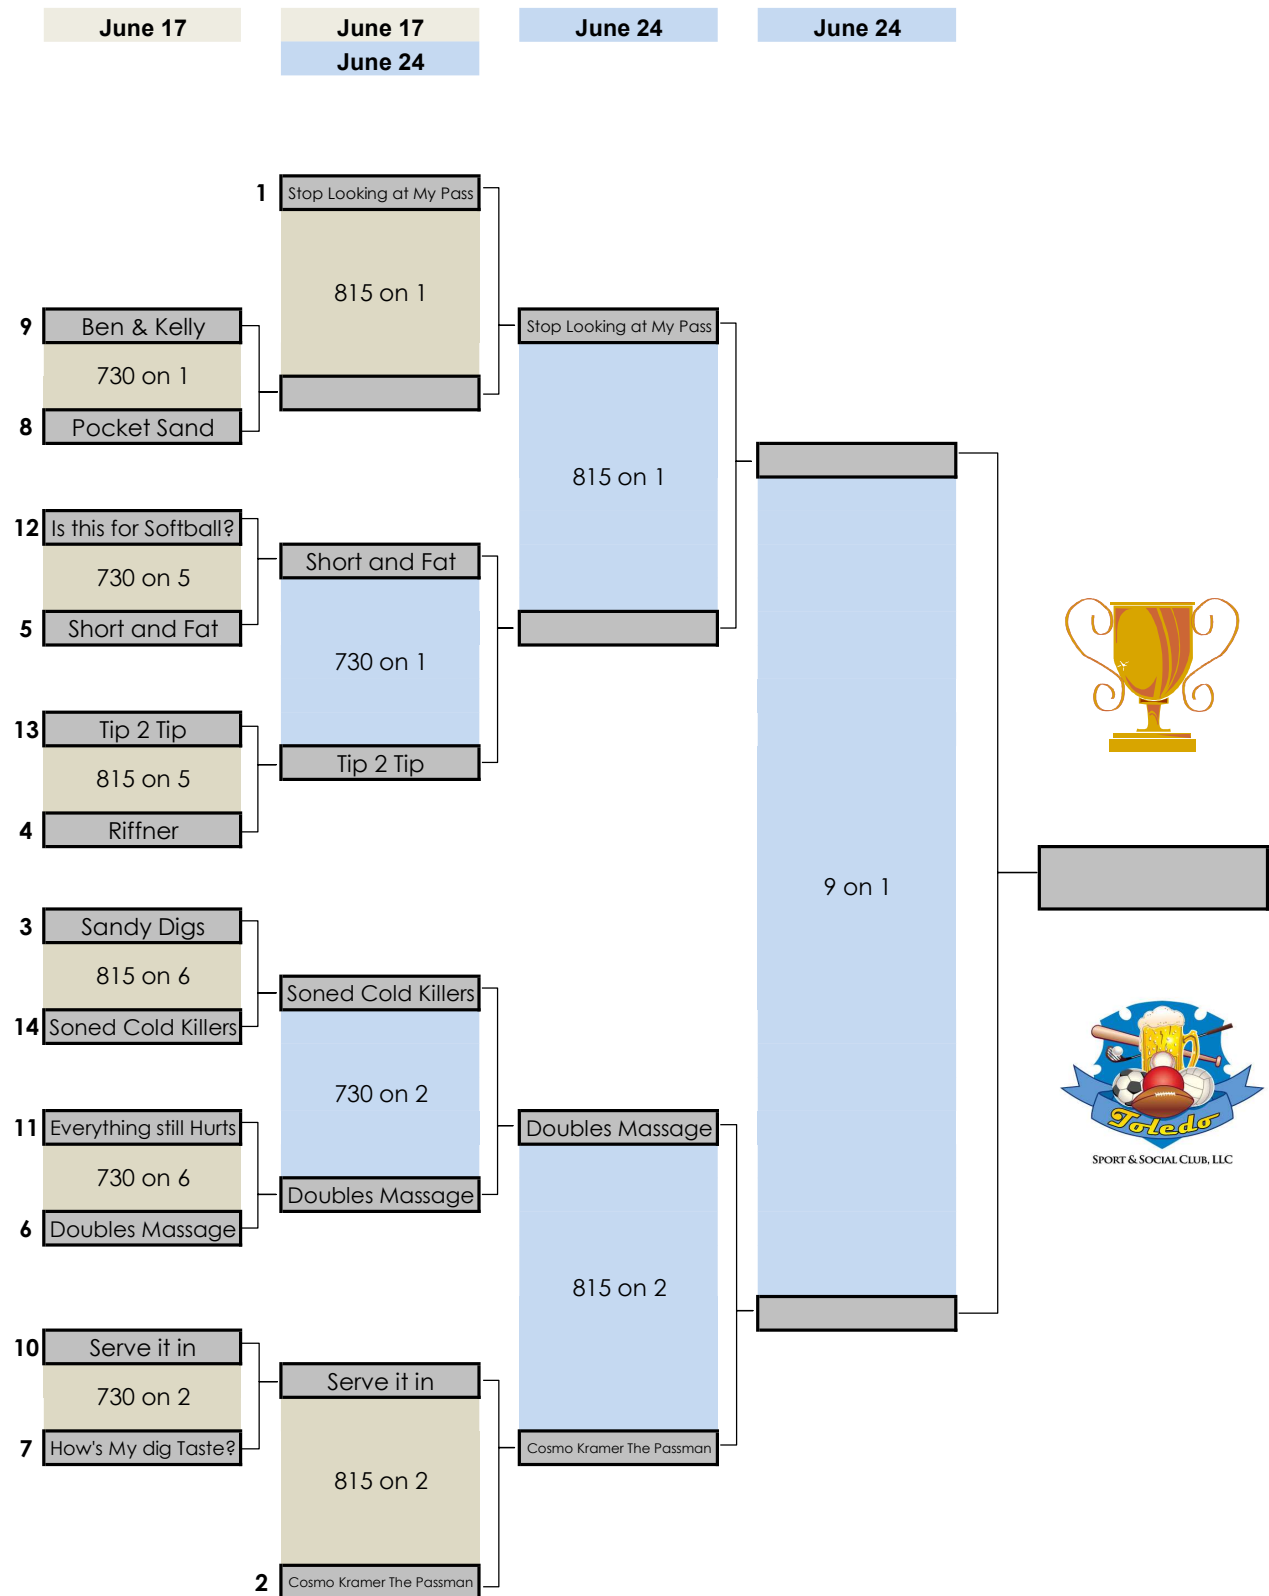 June 17
June 17
June 24
June 24
June 24
1 Stop Looking at My Pass
815 on 1
9 Ben & Kelly
730 on 1
8 Pocket Sand
Stop Looking at My Pass
815 on 1
12 Is this for Softball?
730 on 5
5 Short and Fat
Short and Fat
730 on 1
13 Tip 2 Tip
815 on 5
4 Riffner
Tip 2 Tip
9 on 1
3 Sandy Digs
815 on 6
14 Soned Cold Killers
Soned Cold Killers
730 on 2
11 Everything still Hurts
730 on 6
6 Doubles Massage
Doubles Massage
Doubles Massage
815 on 2
10 Serve it in
730 on 2
7 How's My dig Taste?
Serve it in
815 on 2
2 Cosmo Kramer The Passman
Cosmo Kramer The Passman
Toledo
SPORT & SOCIAL CLUB, LLC